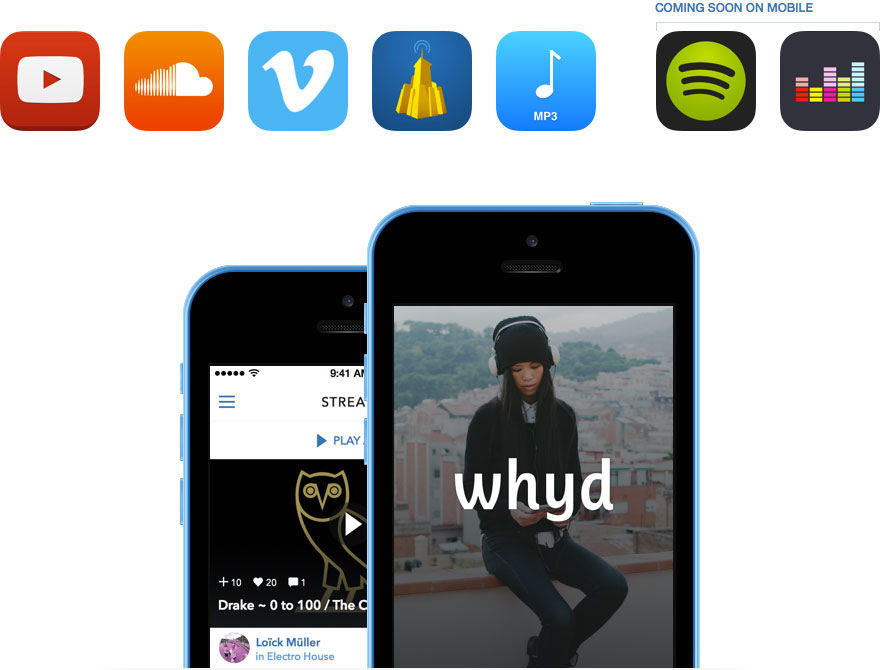 COMING SOON ON MOBILE
MP3
9:41 AM
STREA
PLAY
10 20 1
Drake ~ 0 to 100 / The C
Loïck Müller
in Electro House
whyd